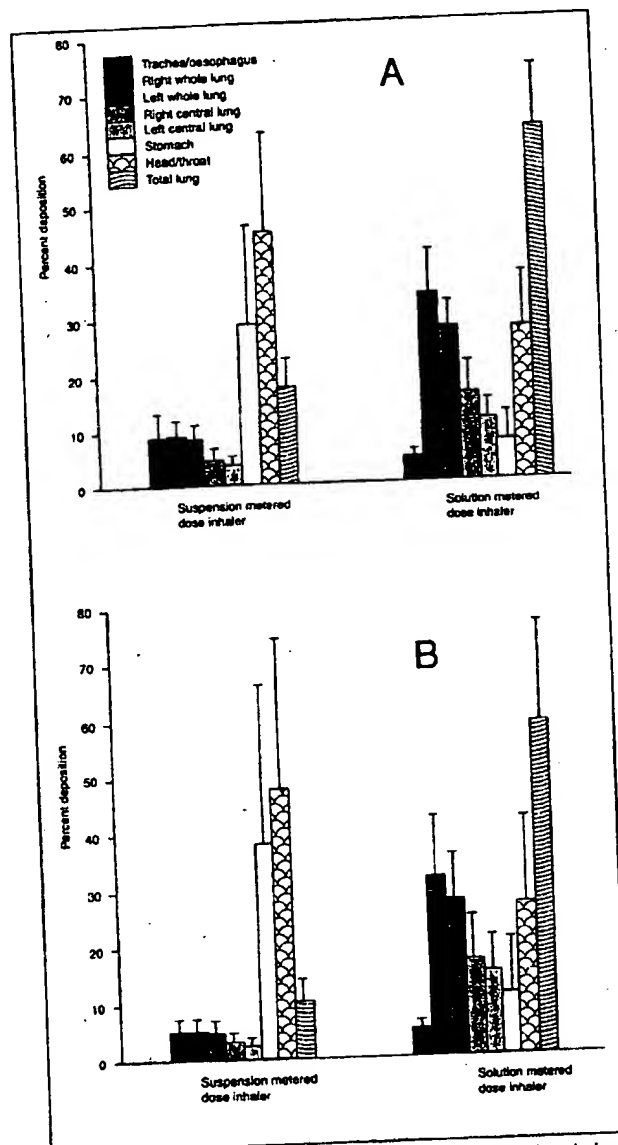 80
70
60
50
40
30
20
10
0
Percent deposition
Trachea/oesophagus
Right whole lung
Left whole lung
Right central lung
Left central lung
Stomach
Head/throat
Total lung
A
Suspension metered
dose inhaler
Solution metered
dose inhaler
80
70
60
50
40
30
20
10
0
Percent deposition
B
Suspension metered
dose inhaler
Solution metered
dose inhaler